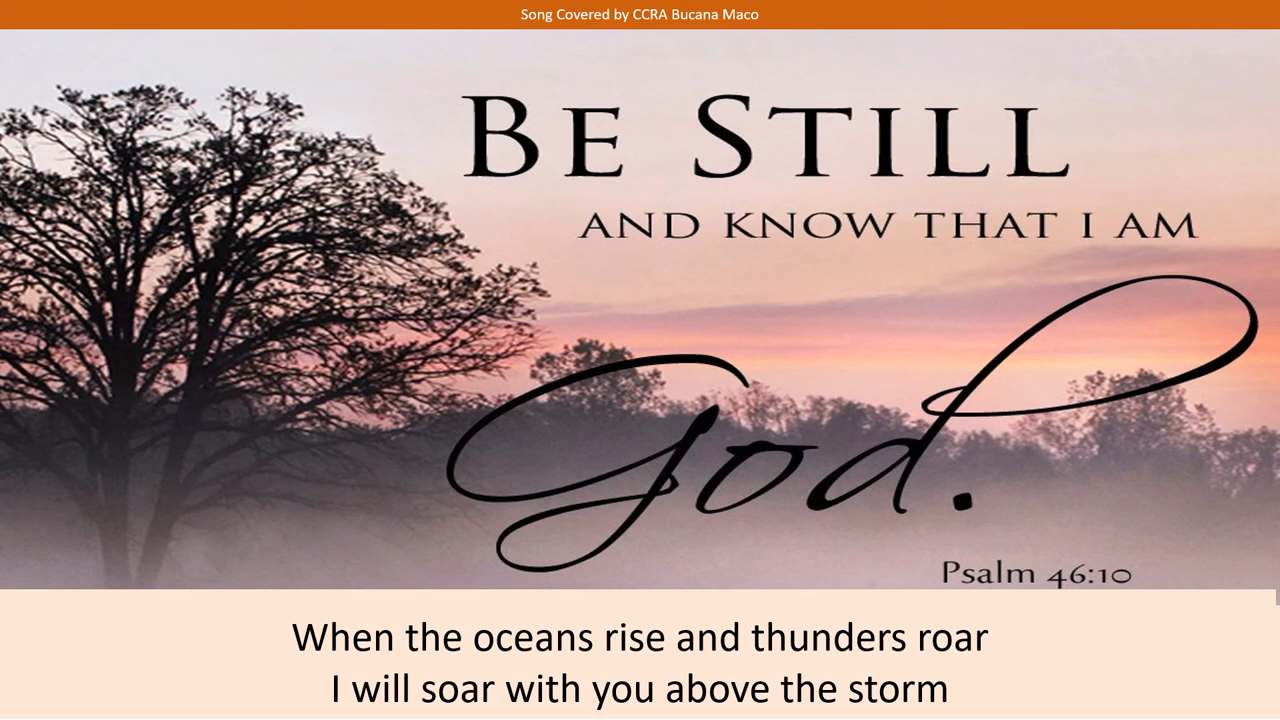 Song Covered by CCRA Bucana Maco
BE STILL
AND KNOW THAT I AM
God.
Psalm 46:10
When the oceans rise and thunders roar
I will soar with you above the storm